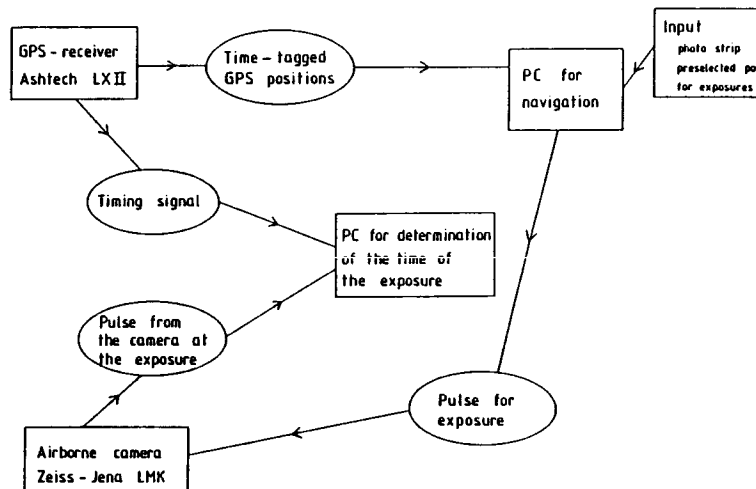 GPS-receiver
Ashtech LXII
Time-tagged
GPS positions
PC for
navigation
Input
photo strip
preselected
for exposures
Timing signal
PC for determination
of the time of
the exposure
Pulse from
the camera at
the exposure
Pulse for
exposure
Airborne camera
Zeiss-Jena LMK